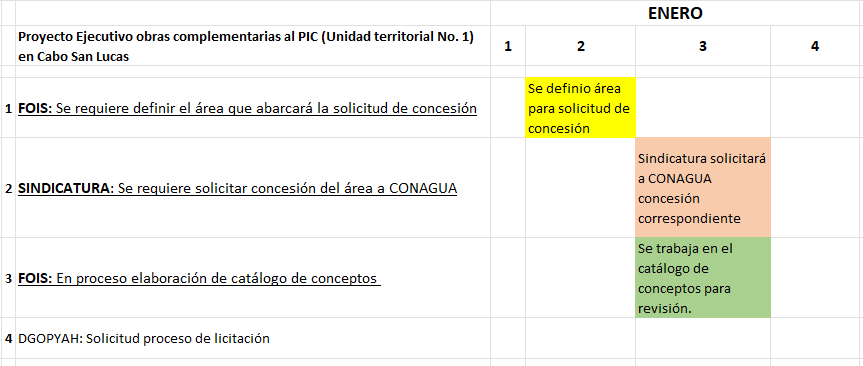 ENERO
Proyecto Ejecutivo obras complementarias al PIC (Unidad territorial No. 1)
en Cabo San Lucas
1 2 3 4
1 FOIS: Se requiere definir el área que abarcará la solicitud de concesión
Se definio área
para solicitud de
concesión
2 SINDICATURA: Se requiere solicitar concesión del área a CONAGUA
Sindicatura solicitará
a CONAGUA
concesión
correspondiente
3 FOIS: En proceso elaboración de catálogo de conceptos
Se trabaja en el
catálogo de
conceptos para
revisión.
4 DGOPYAH: Solicitud proceso de licitación